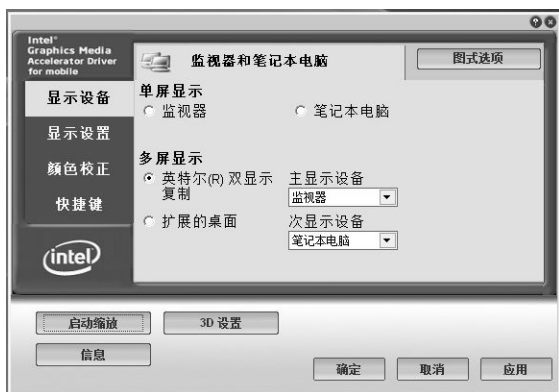 Intel®
Graphics Media
Accelerator Driver
for mobile
监视器和笔记本电脑
图式选项
显示设备
显示设置
颜色校正
快捷键
intel
单屏显示
监视器
笔记本电脑
多屏显示
英特尔(R) 双显示
复制
主显示设备
监视器
扩展的桌面
次显示设备
笔记本电脑
启动缩放
3D 设置
信息
确定
取消
应用